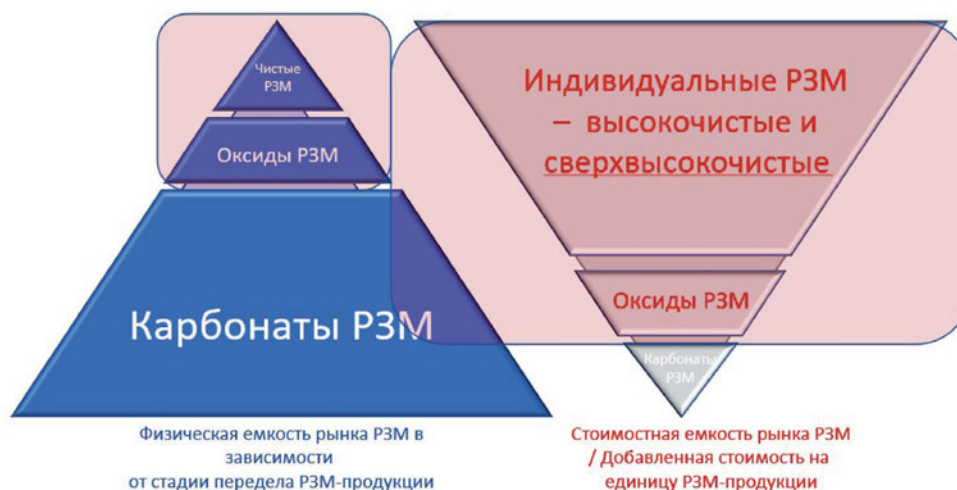 Чистые
РЗМ
Оксиды РЗМ
Карбонаты РЗМ
Физическая емкость рынка РЗМ в
зависимости
от стадии передела РЗМ-продукции
Индивидуальные РЗМ
– высокочистые и
сверхвысокочистые
Оксиды РЗМ
Карбонаты
РЗМ
Стоимостная емкость рынка РЗМ
/ Добавленная стоимость на
единицу РЗМ-продукции